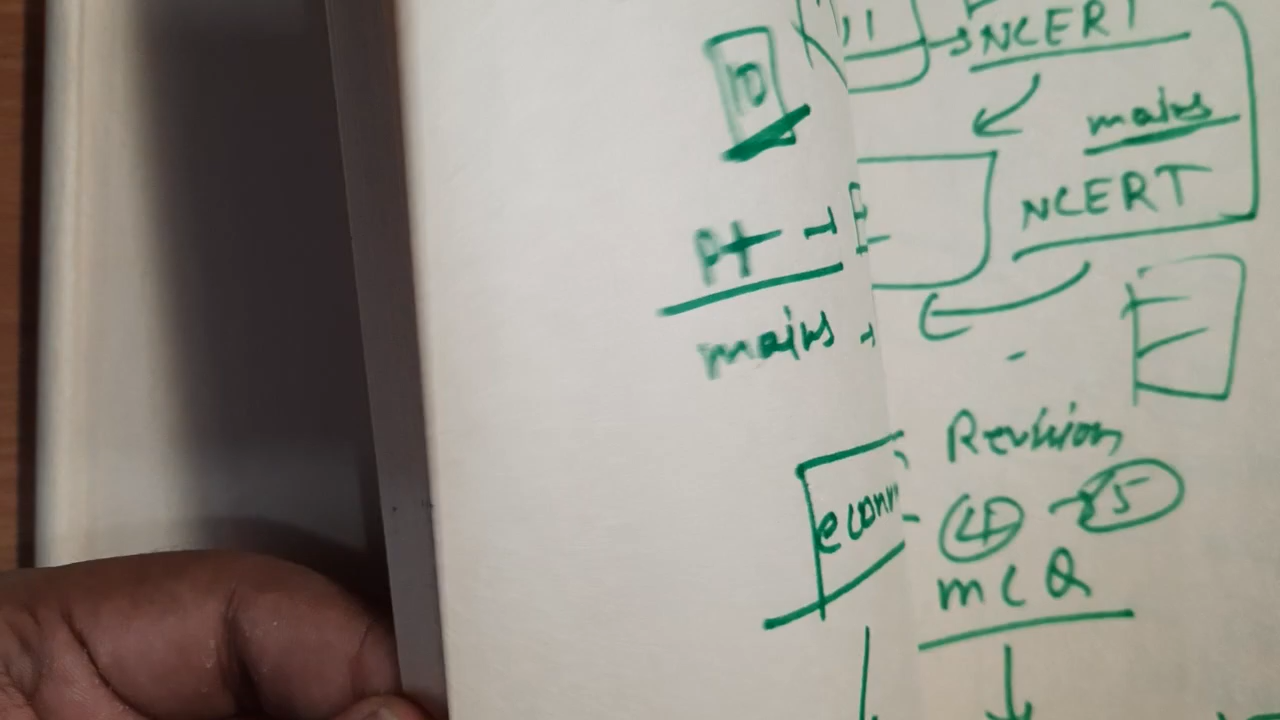 11 NCERT
10
mains
NCERT
Pt
mains
Revision
econ
4 5
MCQ